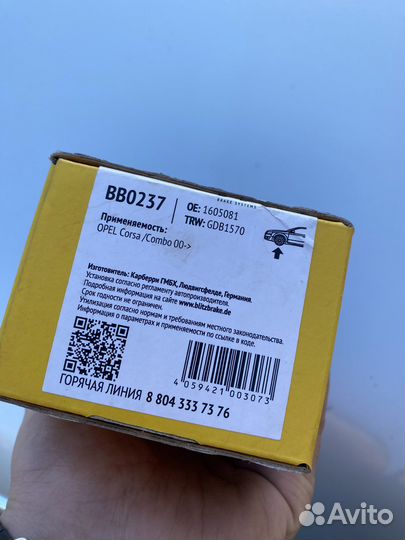 BRAKE SYSTEMS
BB0237
OE: 1605081
TRW: GDB1570
Применяемость:
OPEL Corsa /Combo 00->
Изготовитель: Карберри ГМБХ, Людвигсфельде, Германия.
Установка согласно регламенту автопроизводителя.
Подробная информация на сайте www.blitzbrake.de
Срок годности не ограничен.
Утилизация согласно нормам и требованиям местного законодательства.
Информация о параметрах и применяемости по ссылке в коде.
4 059421 003073
ГОРЯЧАЯ ЛИНИЯ 8 804 333 73 76
Avito